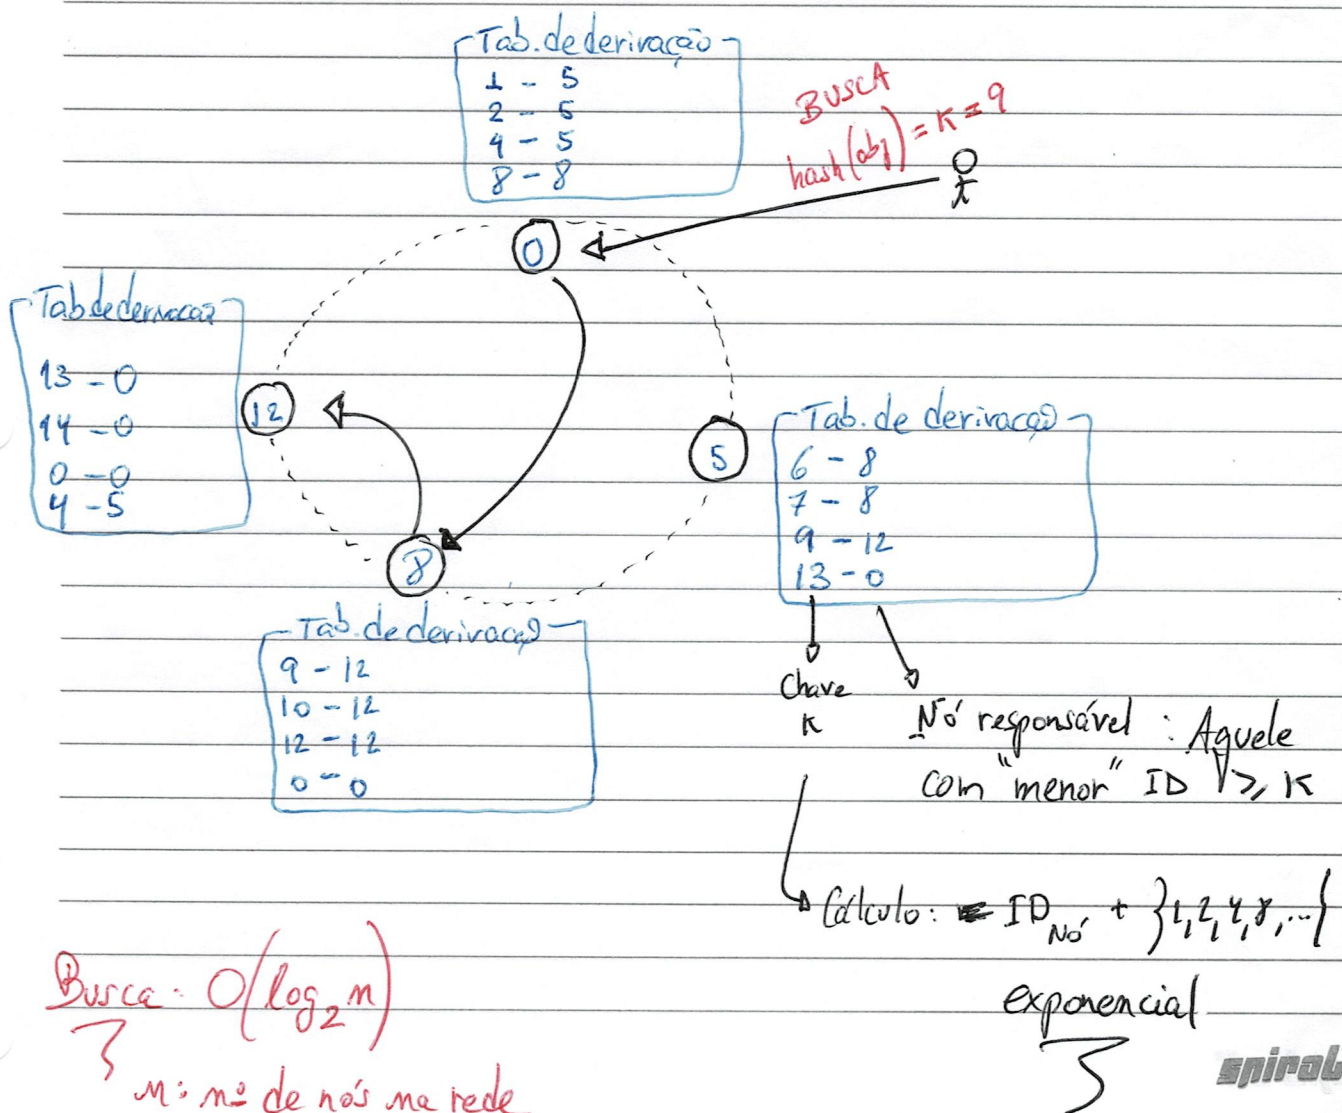 Tab. de derivação
1 - 5
2 - 5
4 - 5
8 - 8
BUSCA
hash(obj) = K = 9
0
Tab de derivacao
13 - 0
14 - 0
0 - 0
4 - 5
12
5
Tab. de derivação
6 - 8
7 - 8
9 - 12
13 - 0
8
Tab. de derivação
9 - 12
10 - 12
12 - 12
0 - 0
Chave
K
Nó responsável : Aquele
com "menor" ID ≥ K
Cálculo: ID Nó + {1, 2, 4, 8, ...}
exponencial
Busca: O(log₂ n)
n: nº de nós na rede
spiral